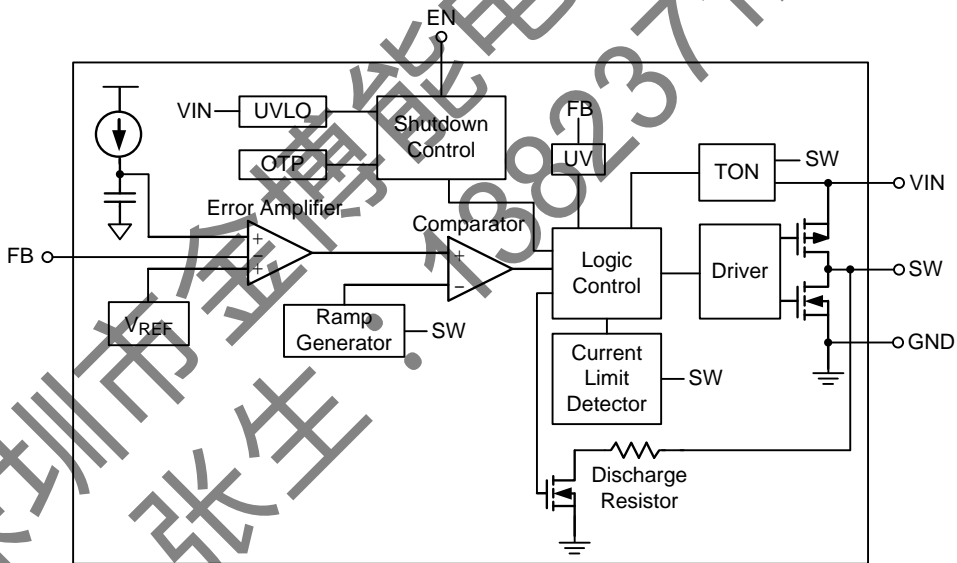 EN
VIN
UVLO
Shutdown
Control
OTP
FB
UV
TON
SW
VIN
Error Amplifier
Comparator
FB
+
−
+
+
−
Logic
Control
Driver
SW
VREF
Ramp
Generator
SW
GND
Current
Limit
Detector
SW
Discharge
Resistor
深圳市金博能电
张生：138237